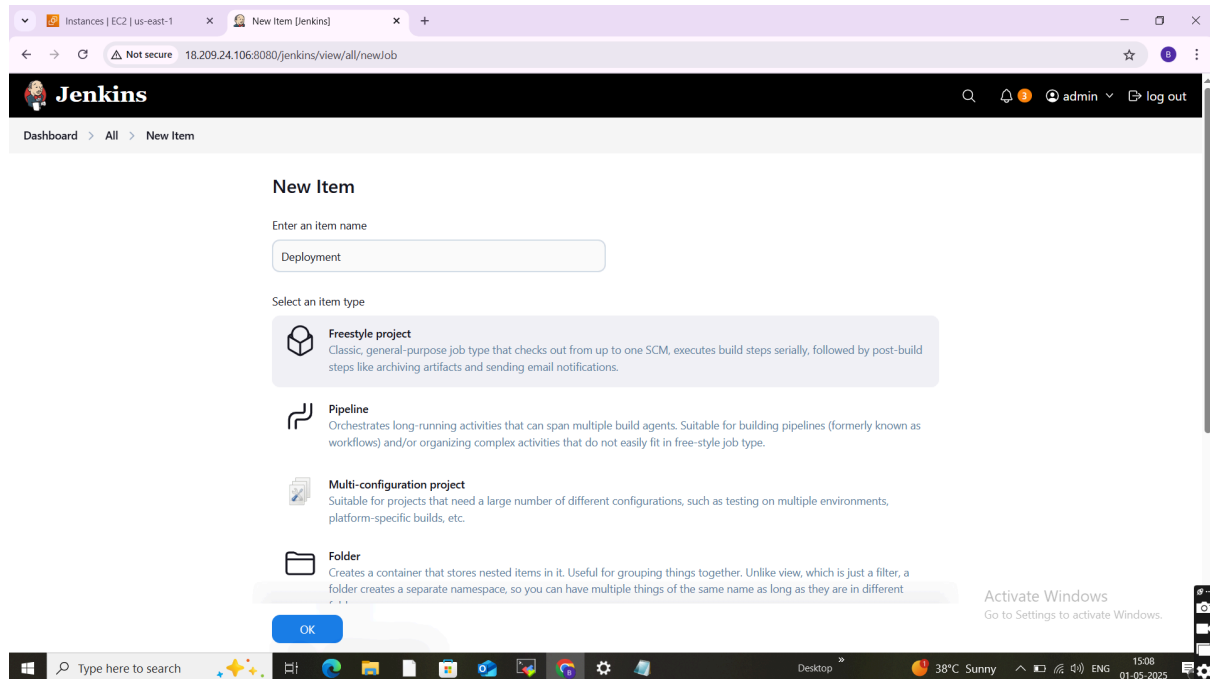 Instances | EC2 | us-east-1
New Item [Jenkins]
Not secure
18.209.24.106:8080/jenkins/view/all/newJob
B
Jenkins
3
admin
log out
Dashboard > All > New Item
New Item
Enter an item name
Deployment
Select an item type
Freestyle project
Classic, general-purpose job type that checks out from up to one SCM, executes build steps serially, followed by post-build
steps like archiving artifacts and sending email notifications.
Pipeline
Orchestrates long-running activities that can span multiple build agents. Suitable for building pipelines (formerly known as
workflows) and/or organizing complex activities that do not easily fit in free-style job type.
Multi-configuration project
Suitable for projects that need a large number of different configurations, such as testing on multiple environments,
platform-specific builds, etc.
Folder
Creates a container that stores nested items in it. Useful for grouping things together. Unlike view, which is just a filter, a
folder creates a separate namespace, so you can have multiple things of the same name as long as they are in different
Activate Windows
Go to Settings to activate Windows.
OK
Type here to search
Desktop
38°C Sunny
ENG
15:08
01-05-2025